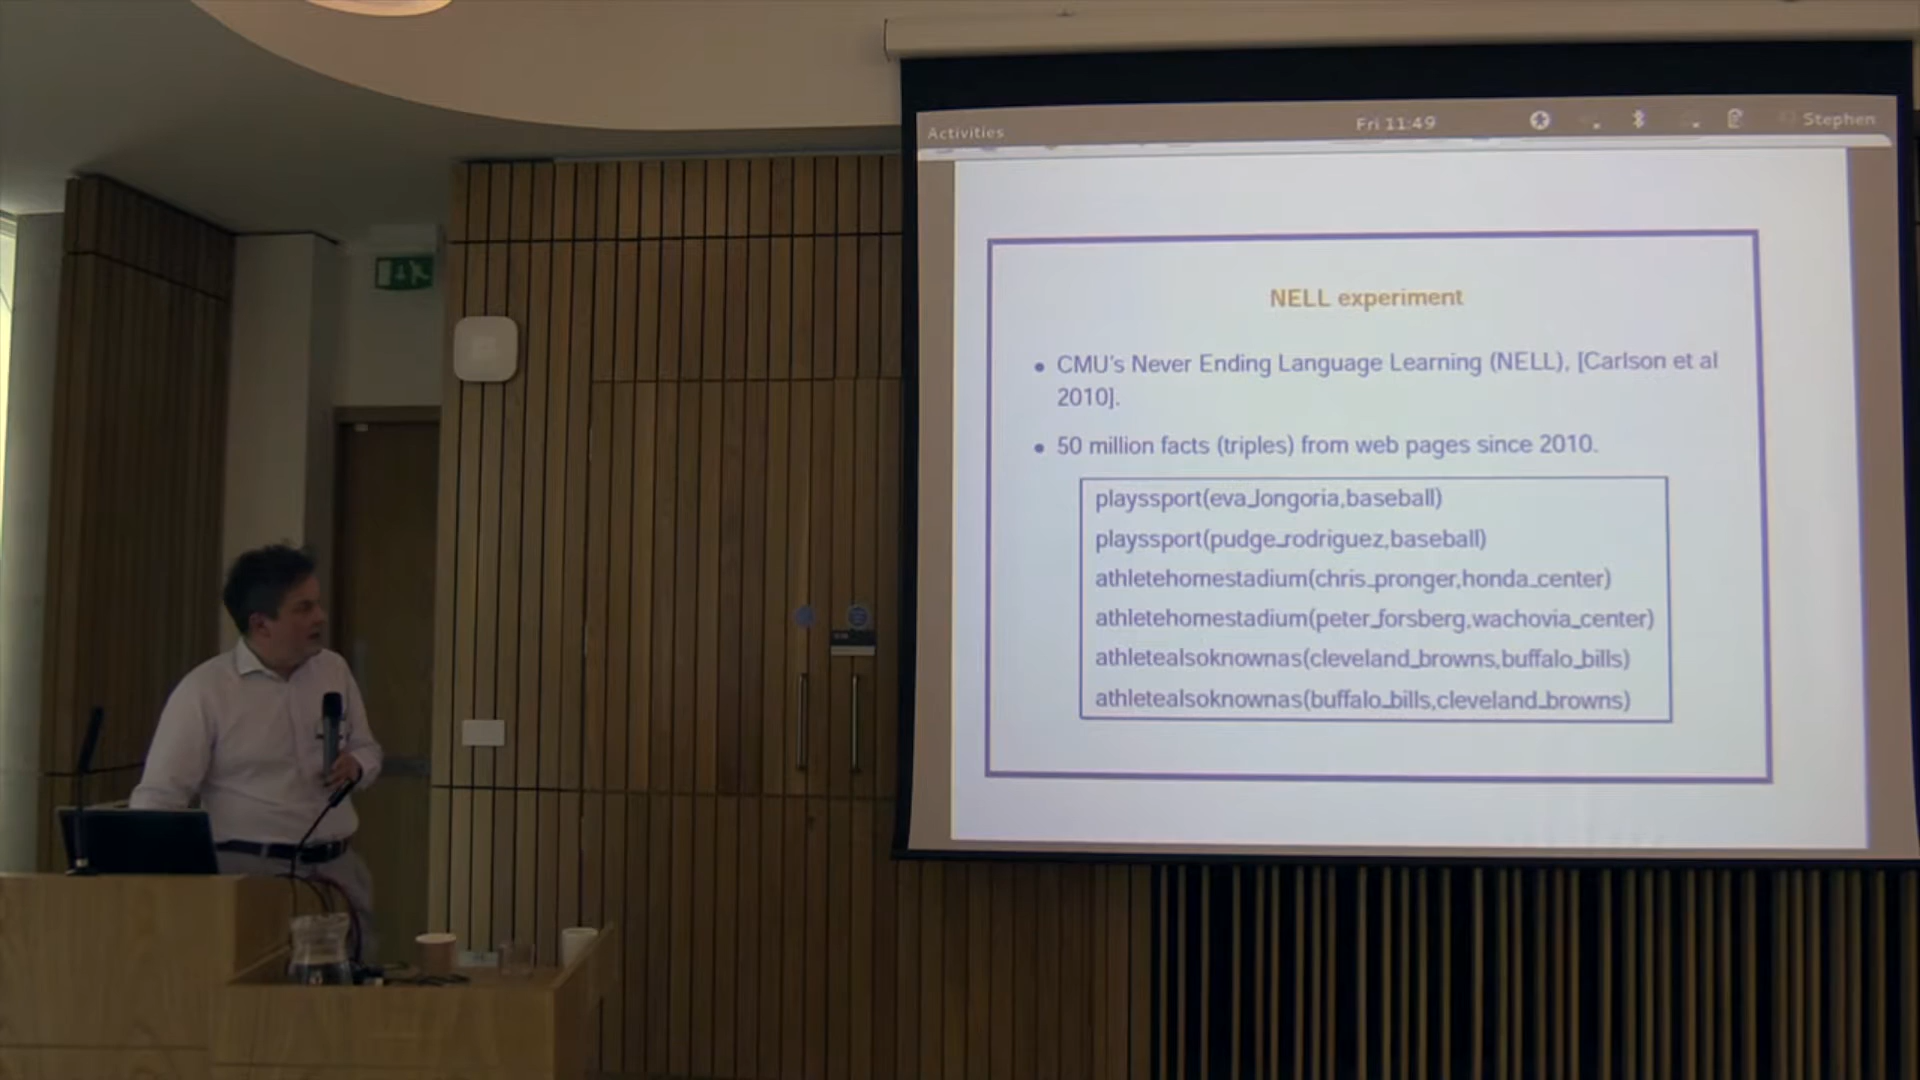 Activities
Fri 11:49
Stephen
NELL experiment
• CMU's Never Ending Language Learning (NELL), [Carlson et al
2010].
• 50 million facts (triples) from web pages since 2010.
playssport(eva_longoria,baseball)
playssport(pudge_rodriguez,baseball)
athletehomestadium(chris_pronger,honda_center)
athletehomestadium(peter_forsberg,wachovia_center)
athletealsoknownas(cleveland_browns,buffalo_bills)
athletealsoknownas(buffalo_bills,cleveland_browns)